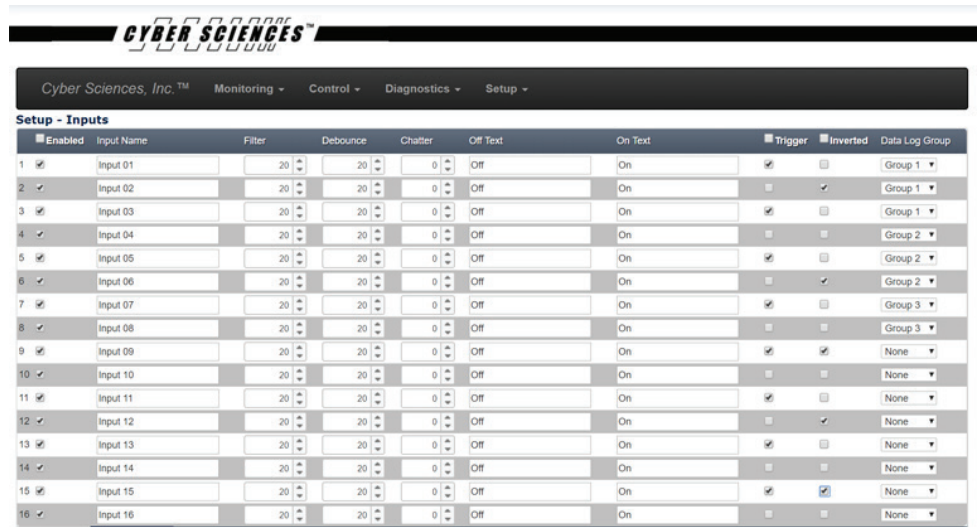 CYBER SCIENCES™
Cyber Sciences, Inc.™ Monitoring Control Diagnostics Setup
Setup - Inputs
Enabled Input Name Filter Debounce Chatter Off Text On Text Trigger Inverted Data Log Group
1 Input 01 20 20 0 Off On Group 1
2 Input 02 20 20 0 Off On Group 1
3 Input 03 20 20 0 Off On Group 1
4 Input 04 20 20 0 Off On Group 2
5 Input 05 20 20 0 Off On Group 2
6 Input 06 20 20 0 Off On Group 2
7 Input 07 20 20 0 Off On Group 3
8 Input 08 20 20 0 Off On Group 3
9 Input 09 20 20 0 Off On None
10 Input 10 20 20 0 Off On None
11 Input 11 20 20 0 Off On None
12 Input 12 20 20 0 Off On None
13 Input 13 20 20 0 Off On None
14 Input 14 20 20 0 Off On None
15 Input 15 20 20 0 Off On None
16 Input 16 20 20 0 Off On None